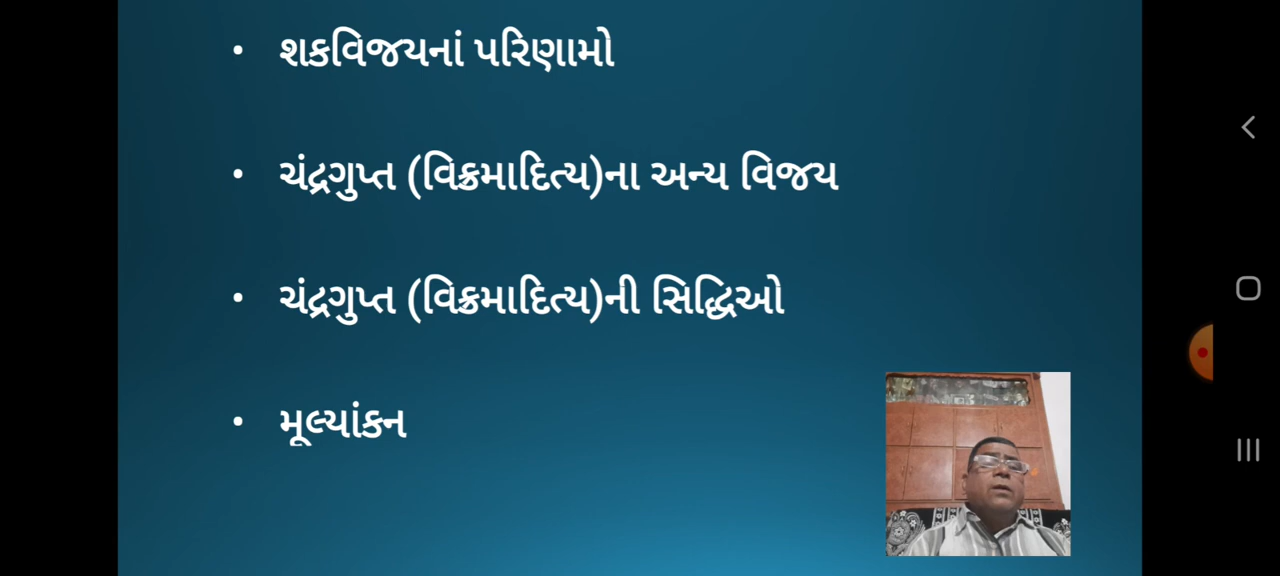 • શકવિજયનાં પરિણામો
• ચંદ્રગુપ્ત (વિક્રમાદિત્ય)ના અન્ય વિજય
• ચંદ્રગુપ્ત (વિક્રમાદિત્ય)ની સિદ્ધિઓ
• મૂલ્યાંકન